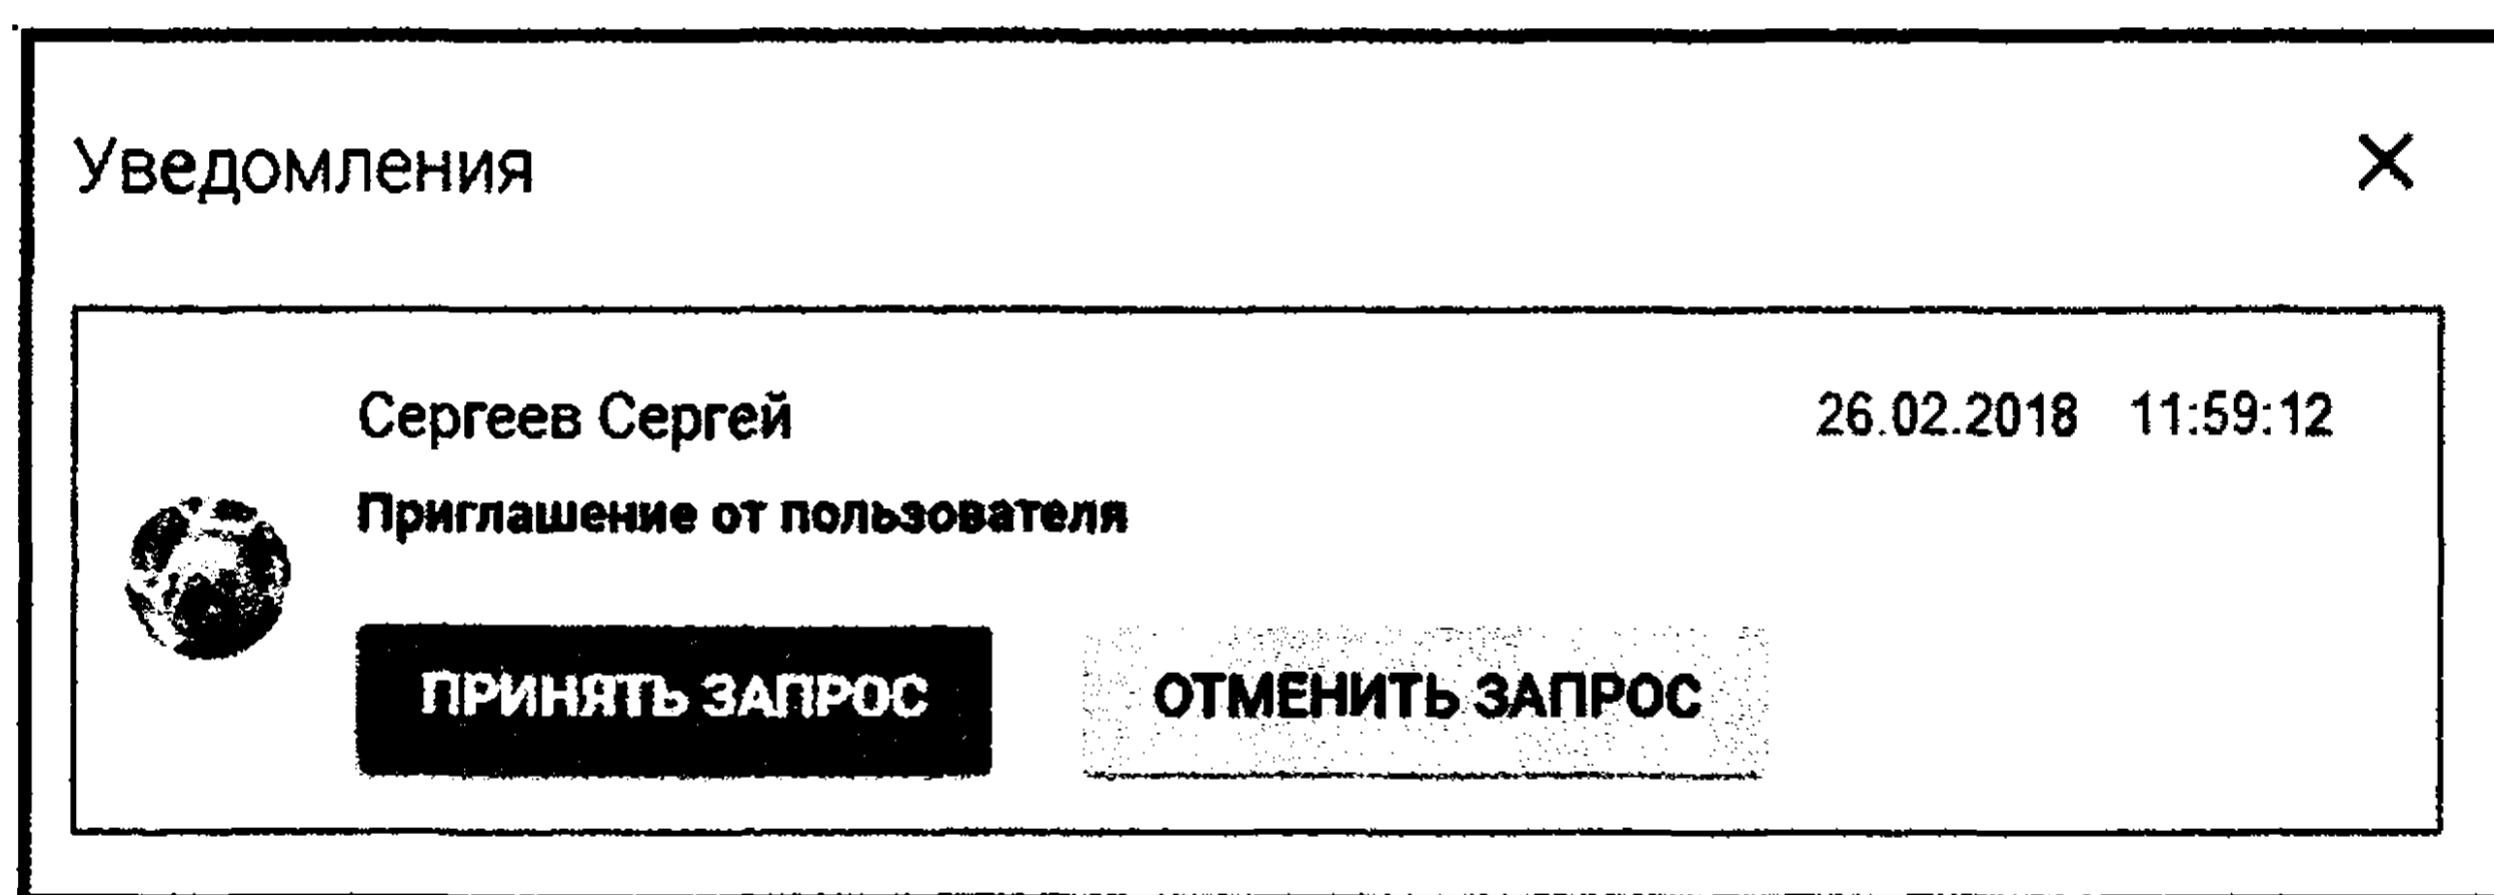 Уведомления
Сергеев Сергей 26.02.2018 11:59:12
Приглашение от пользователя
ПРИНЯТЬ ЗАПРОС ОТМЕНИТЬ ЗАПРОС